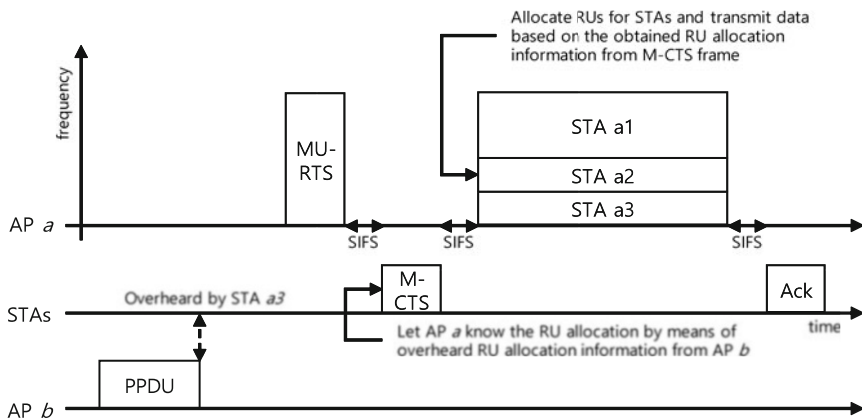 Allocate RUs for STAs and transmit data
based on the obtained RU allocation
information from M-CTS frame
frequency
MU-
RTS
STA a1
STA a2
STA a3
AP a
SIFS
SIFS
SIFS
Overheard by STA a3
M-
CTS
Ack
STAs
time
Let AP a know the RU allocation by means of
overheard RU allocation information from AP b
PPDU
AP b